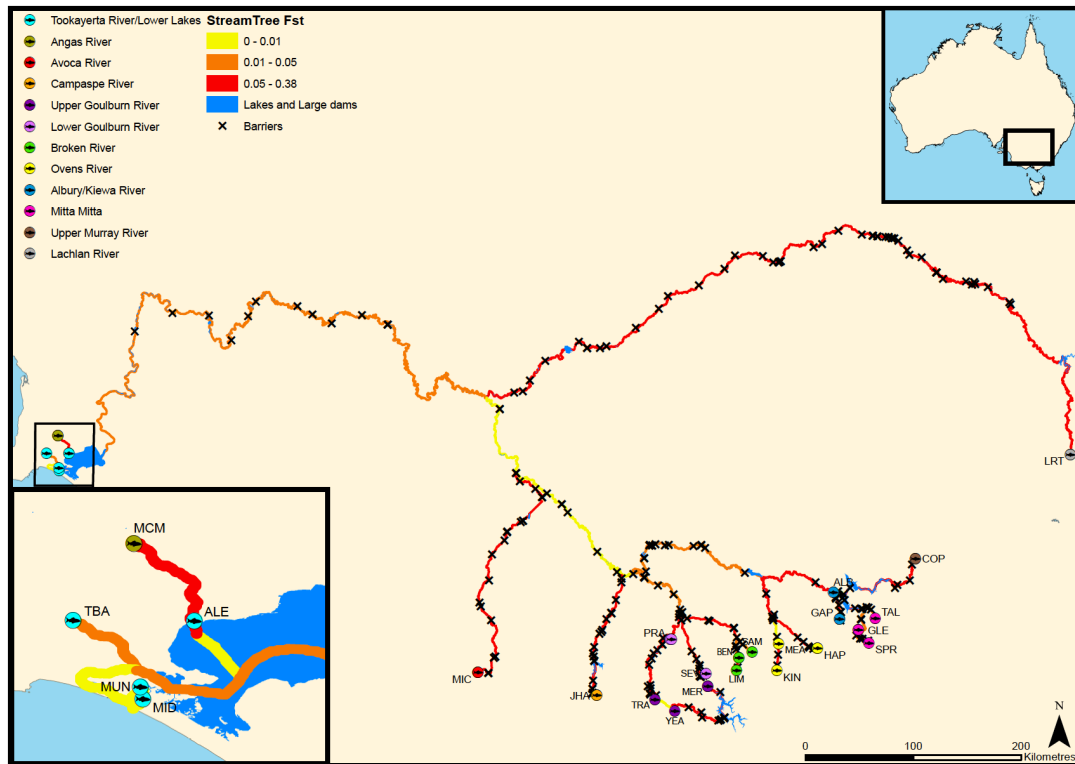 Tookayerta River/Lower Lakes
Angas River
Avoca River
Campaspe River
Upper Goulburn River
Lower Goulburn River
Broken River
Ovens River
Albury/Kiewa River
Mitta Mitta
Upper Murray River
Lachlan River
StreamTree Fst
0 - 0.01
0.01 - 0.05
0.05 - 0.38
Lakes and Large dams
Barriers
LRT
COP
ALB
GAP
TAL
GLE
SPR
PRA
SAM
BEN
MEA
HAP
SEY
LIM
KIN
MIC
JHA
MER
TRA
YEA
MCM
TBA
ALE
MUN
MID
N
0 100 200
Kilometres